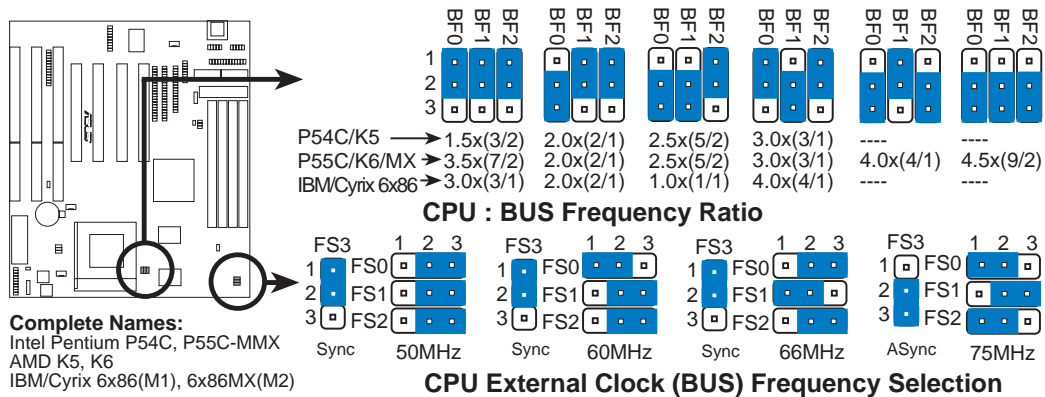 BF0 BF1 BF2 BF0 BF1 BF2 BF0 BF1 BF2 BF0 BF1 BF2 BF0 BF1 BF2 BF0 BF1 BF2
1
2
3
P54C/K5 1.5x(3/2) 2.0x(2/1) 2.5x(5/2) 3.0x(3/1) ---- ----
P55C/K6/MX 3.5x(7/2) 2.0x(2/1) 2.5x(5/2) 3.0x(3/1) 4.0x(4/1) 4.5x(9/2)
IBM/Cyrix 6x86 3.0x(3/1) 2.0x(2/1) 1.0x(1/1) 4.0x(4/1) ---- ----
CPU : BUS Frequency Ratio
FS3 1 2 3 FS3 1 2 3 FS3 1 2 3 FS3 1 2 3
1 FS0 1 FS0 1 FS0 1 FS0
2 FS1 2 FS1 2 FS1 2 FS1
3 FS2 3 FS2 3 FS2 3 FS2
Sync 50MHz Sync 60MHz Sync 66MHz ASync 75MHz
CPU External Clock (BUS) Frequency Selection
Complete Names:
Intel Pentium P54C, P55C-MMX
AMD K5, K6
IBM/Cyrix 6x86(M1), 6x86MX(M2)